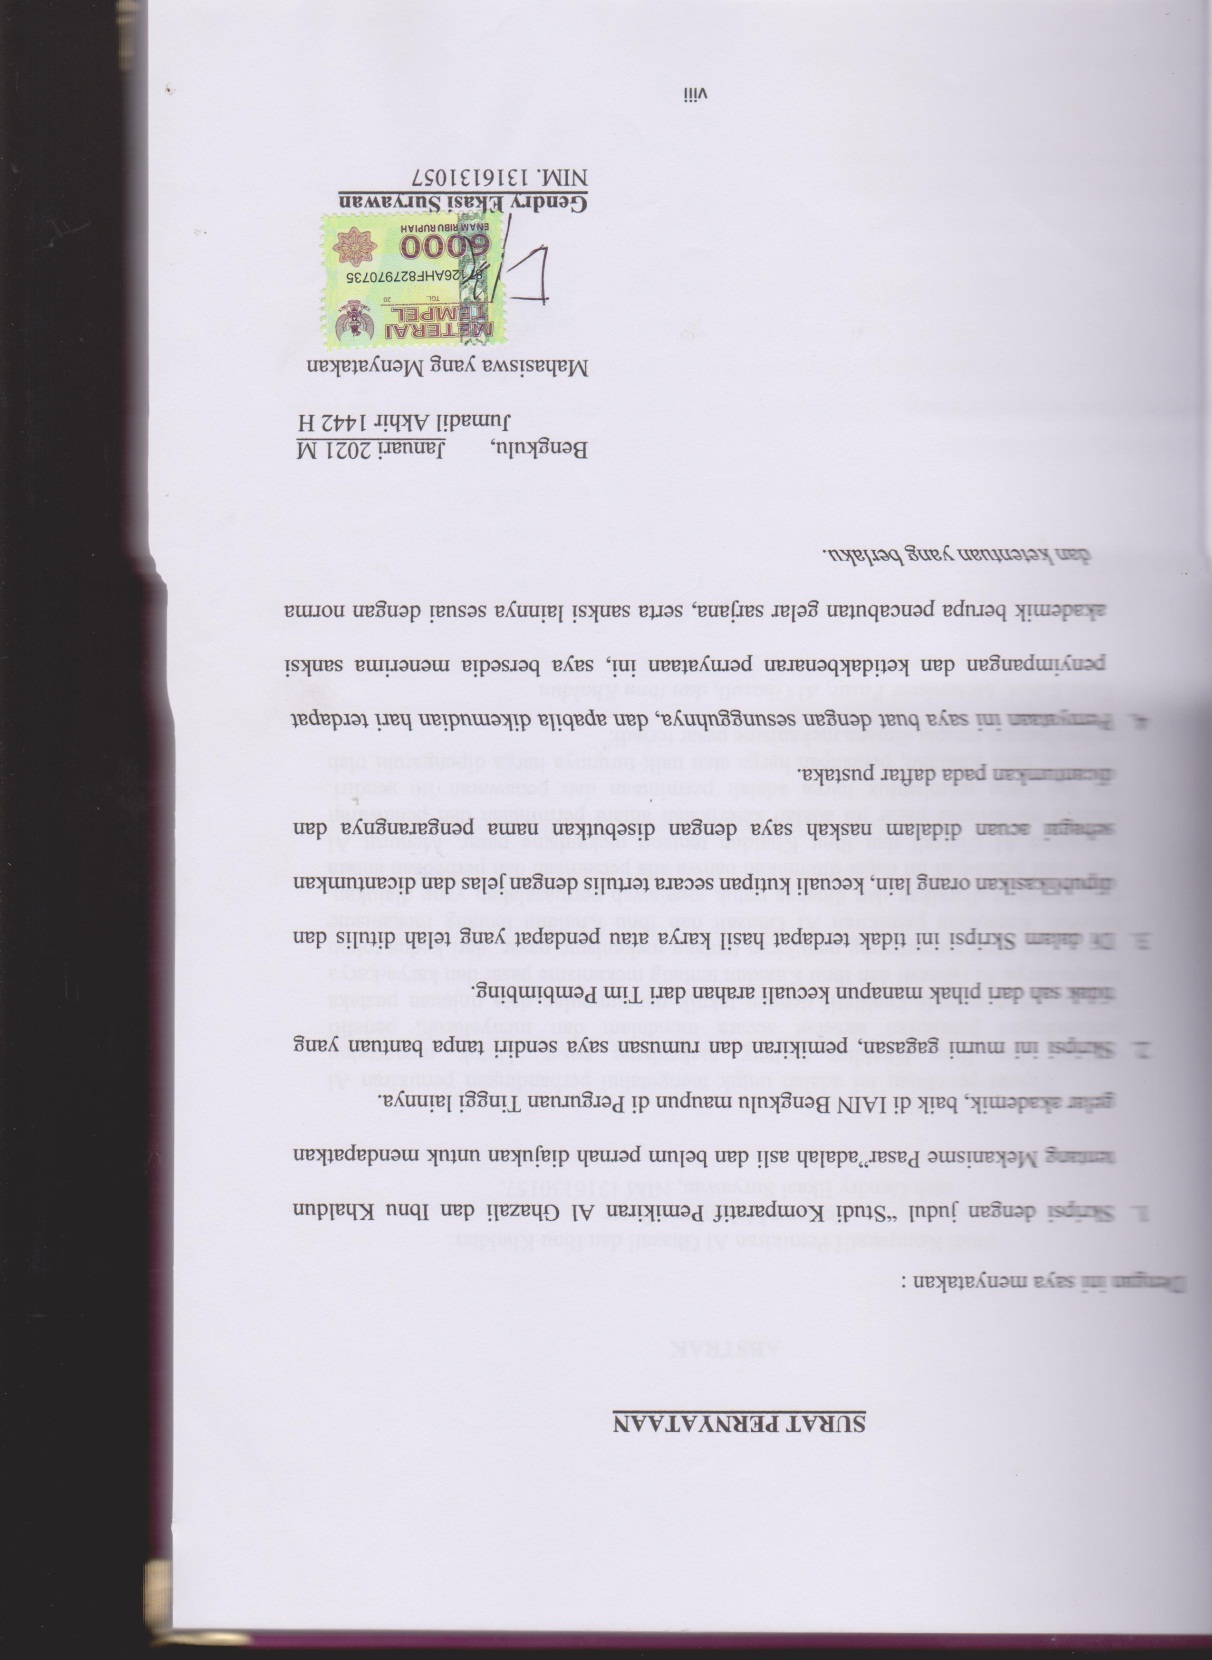 SURAT PERNYATAAN
Dengan ini saya menyatakan :
1. Skripsi dengan judul “Studi Komparatif Pemikiran Al Ghazali dan Ibnu Khaldun
tentang Mekanisme Pasar”adalah asli dan belum pernah diajukan untuk mendapatkan
gelar akademik, baik di IAIN Bengkulu maupun di Perguruan Tinggi lainnya.
2. Skripsi ini murni gagasan, pemikiran dan rumusan saya sendiri tanpa bantuan yang
tidak sah dari pihak manapun kecuali arahan dari Tim Pembimbing.
3. Di dalam Skripsi ini tidak terdapat hasil karya atau pendapat yang telah ditulis dan
dipublikasikan orang lain, kecuali kutipan secara tertulis dengan jelas dan dicantumkan
sebagai acuan didalam naskah saya dengan disebutkan nama pengarangnya dan
dicantumkan pada daftar pustaka.
4. Pernyataan ini saya buat dengan sesungguhnya, dan apabila dikemudian hari terdapat
penyimpangan dan ketidakbenaran pernyataan ini, saya bersedia menerima sanksi
akademik berupa pencabutan gelar sarjana, serta sanksi lainnya sesuai dengan norma
dan ketentuan yang berlaku.
Bengkulu, Januari 2021 M
Jumadil Akhir 1442 H
Mahasiswa yang Menyatakan
METERAI
TEMPEL
TGL. 20
126AHF827970735
6000
ENAM RIBU RUPIAH
Gendry Ekasi Suryawan
NIM. 1316131057
viii